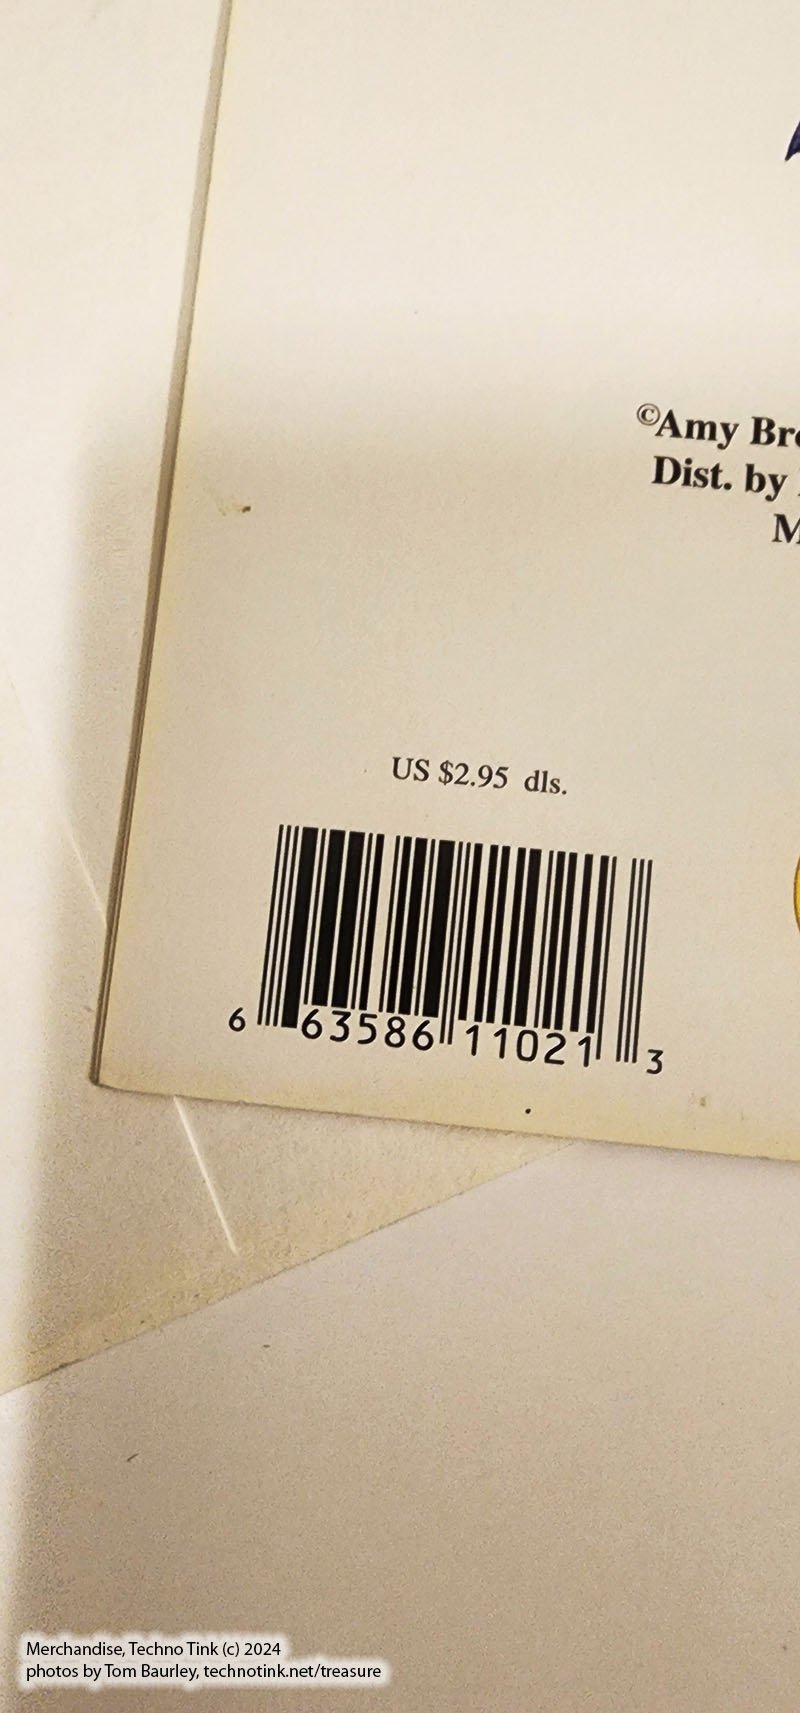 ©Amy Bro
Dist. by
M
US $2.95 dls.
6 63586 11021 3
Merchandise, Techno Tink (c) 2024
photos by Tom Baurley, technotink.net/treasure